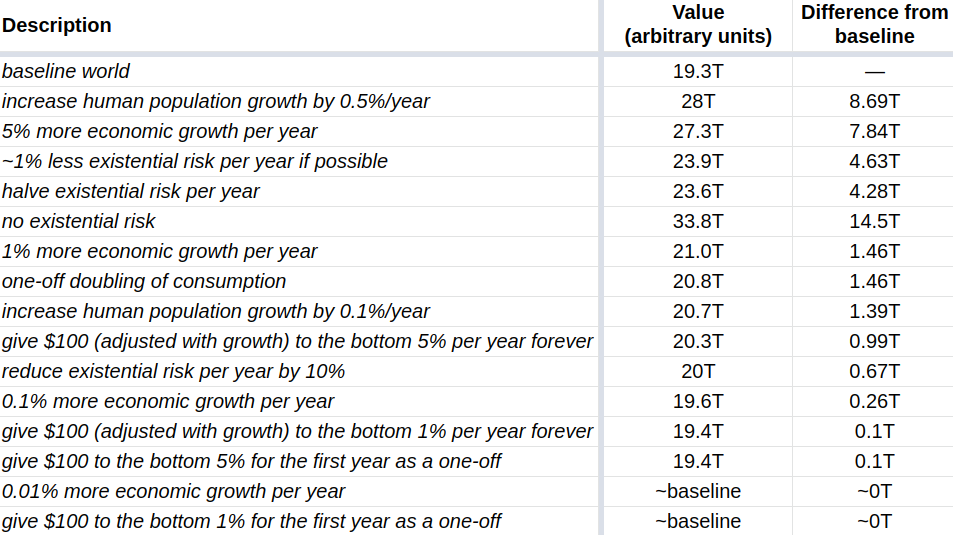 Description Value (arbitrary units) Difference from baseline
baseline world 19.3T —
increase human population growth by 0.5%/year 28T 8.69T
5% more economic growth per year 27.3T 7.84T
~1% less existential risk per year if possible 23.9T 4.63T
halve existential risk per year 23.6T 4.28T
no existential risk 33.8T 14.5T
1% more economic growth per year 21.0T 1.46T
one-off doubling of consumption 20.8T 1.46T
increase human population growth by 0.1%/year 20.7T 1.39T
give $100 (adjusted with growth) to the bottom 5% per year forever 20.3T 0.99T
reduce existential risk per year by 10% 20T 0.67T
0.1% more economic growth per year 19.6T 0.26T
give $100 (adjusted with growth) to the bottom 1% per year forever 19.4T 0.1T
give $100 to the bottom 5% for the first year as a one-off 19.4T 0.1T
0.01% more economic growth per year ~baseline ~0T
give $100 to the bottom 1% for the first year as a one-off ~baseline ~0T